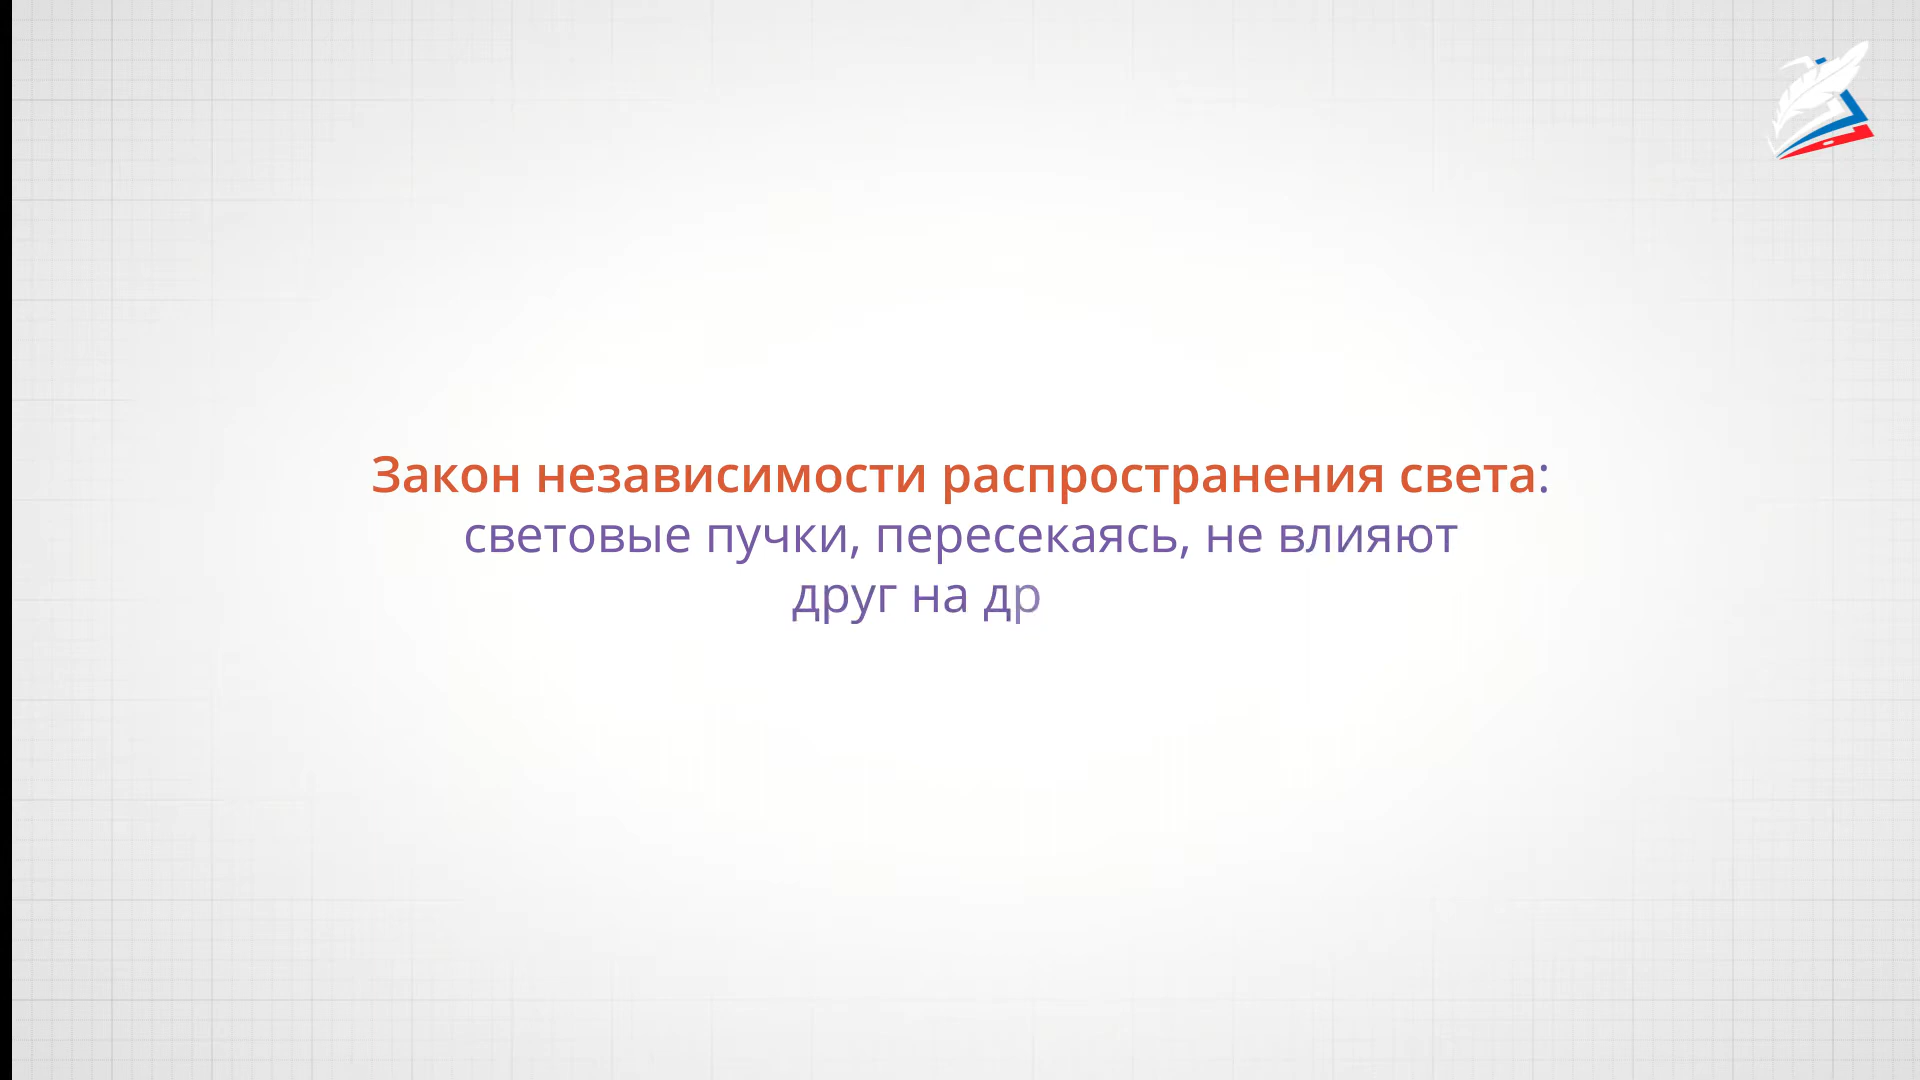 Закон независимости распространения света:
световые пучки, пересекаясь, не влияют
друг на др